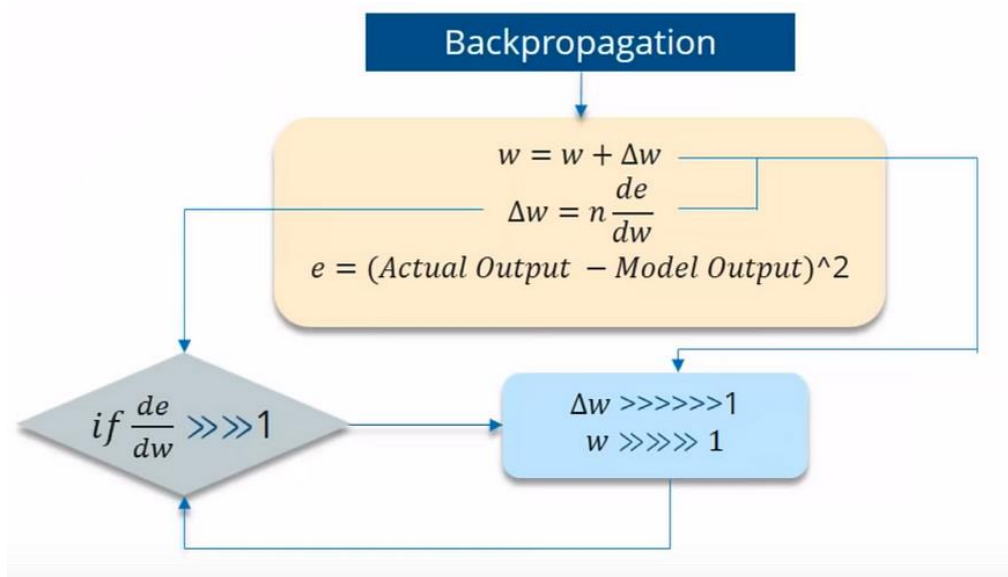 Backpropagation
w = w + Δw
Δw = n de/dw
e = (Actual Output – Model Output)^2
if de/dw ⋙⋙1
Δw >>>>>>1
w ⋙⋙ 1